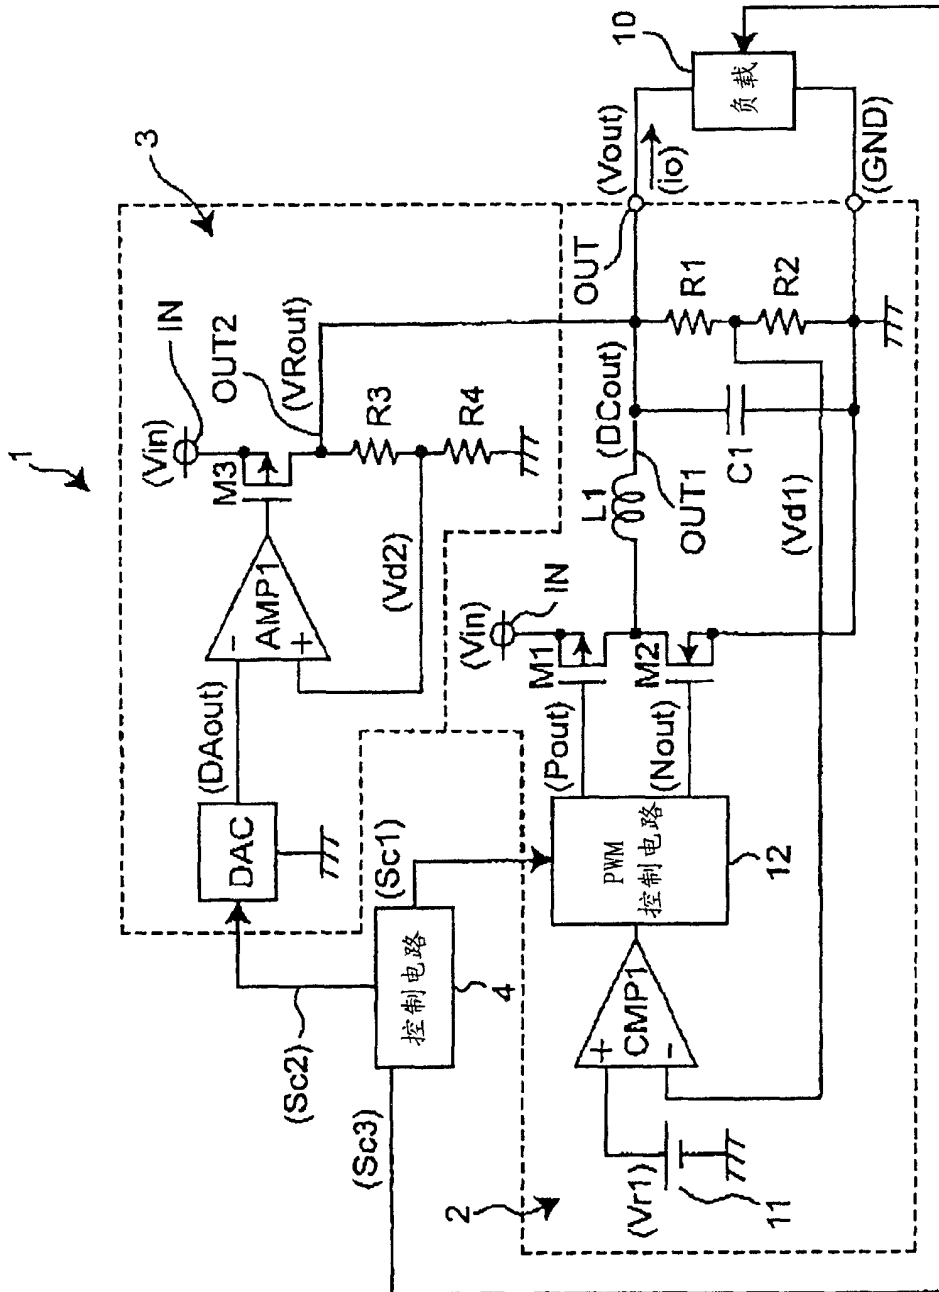 1
3
(Vin)
IN
M3
OUT2
(VRout)
R3
R4
AMP1
-
+
(Vd2)
(DAout)
DAC
(Sc2)
(Sc1)
(Sc3)
控制电路
4
2
(Vr1)
11
+
-
CMP1
PWM
控制电路
12
(Pout)
(Nout)
(Vin)
IN
M1
M2
L1
OUT1
(DCout)
C1
(Vd1)
R1
R2
OUT
(Vout)
(io)
(GND)
10
负载